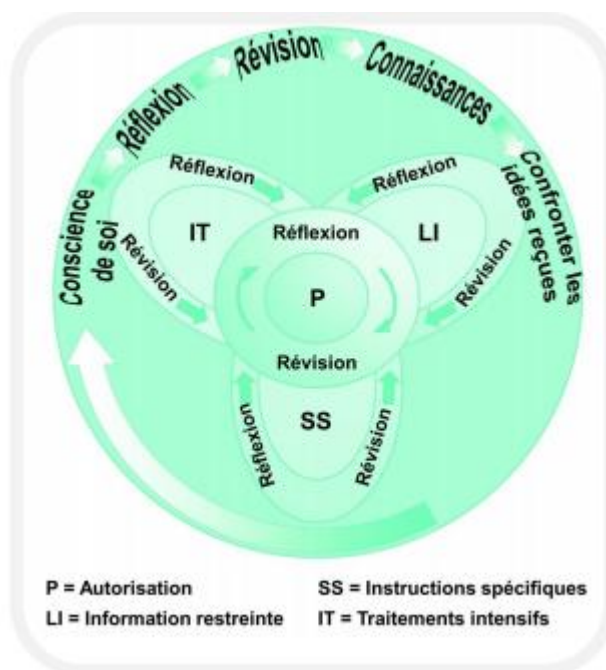 Conscience
de soi
Réflexion
Révision
Connaissances
Confronter les
idées reçues
Réflexion
Réflexion
IT
Réflexion
LI
Révision
P
Révision
Révision
SS
Réflexion
Révision
P = Autorisation
SS = Instructions spécifiques
LI = Information restreinte
IT = Traitements intensifs